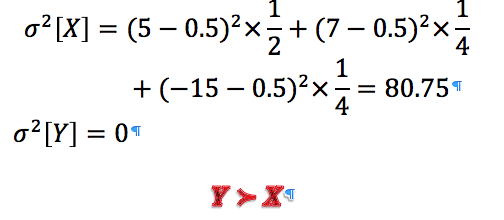 σ²[X] = (5 − 0.5)²×1/2 + (7 − 0.5)²×1/4
+ (−15 − 0.5)²×1/4 = 80.75¶
σ²[Y] = 0¶
Y ≻ X¶